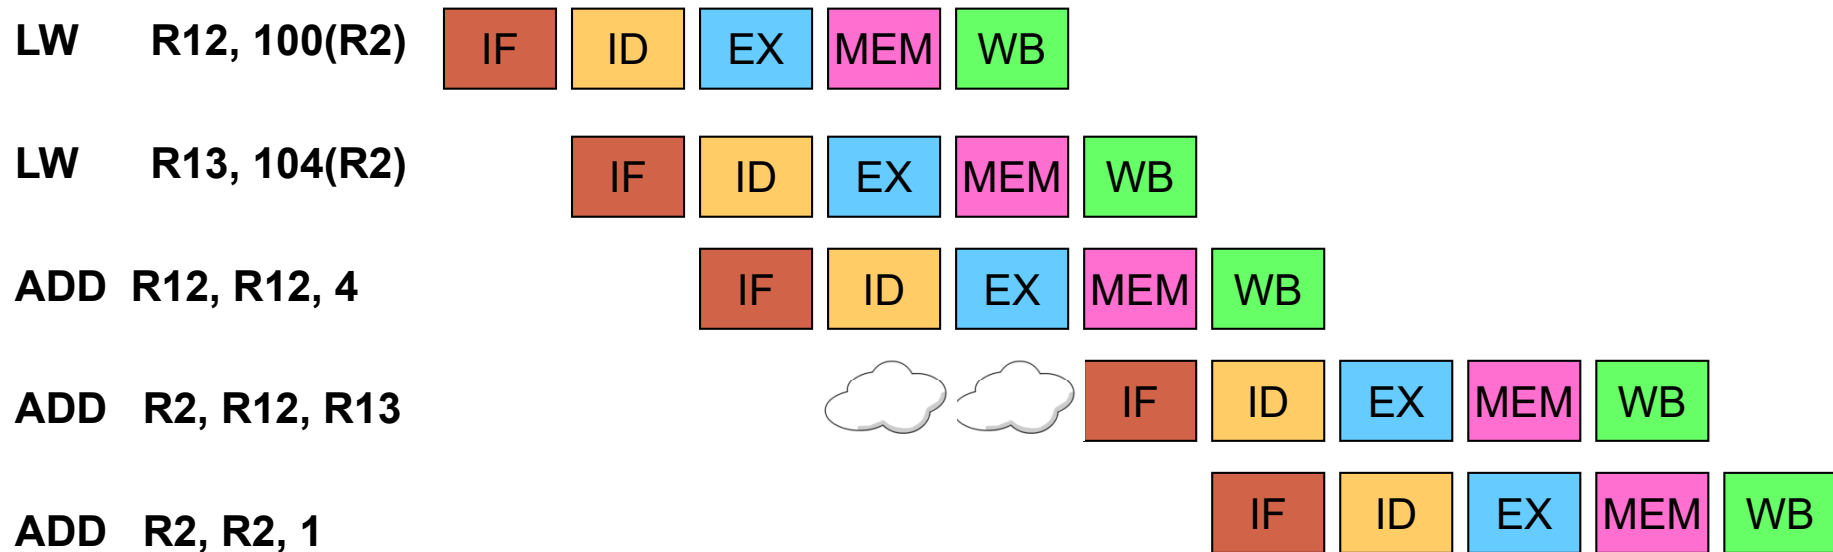 LW R12, 100(R2) IF ID EX MEM WB
LW R13, 104(R2) IF ID EX MEM WB
ADD R12, R12, 4 IF ID EX MEM WB
ADD R2, R12, R13 IF ID EX MEM WB
ADD R2, R2, 1 IF ID EX MEM WB